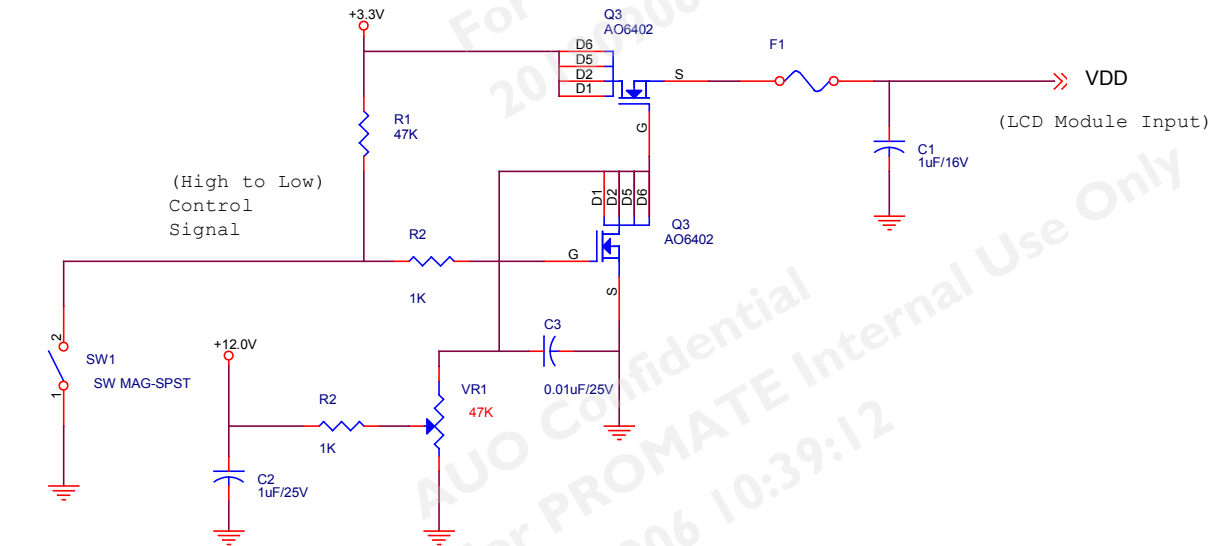 +3.3V
Q3
AO6402
D6
D5
D2
D1
S
G
F1
VDD
(LCD Module Input)
C1
1uF/16V
R1
47K
(High to Low)
Control
Signal
D1
D2
D5
D6
Q3
AO6402
G
S
R2
1K
2
1
SW1
SW MAG-SPST
+12.0V
R2
1K
VR1
47K
C3
0.01uF/25V
C2
1uF/25V
AUO Confidential
For PROMATE Internal Use Only
10:39:12